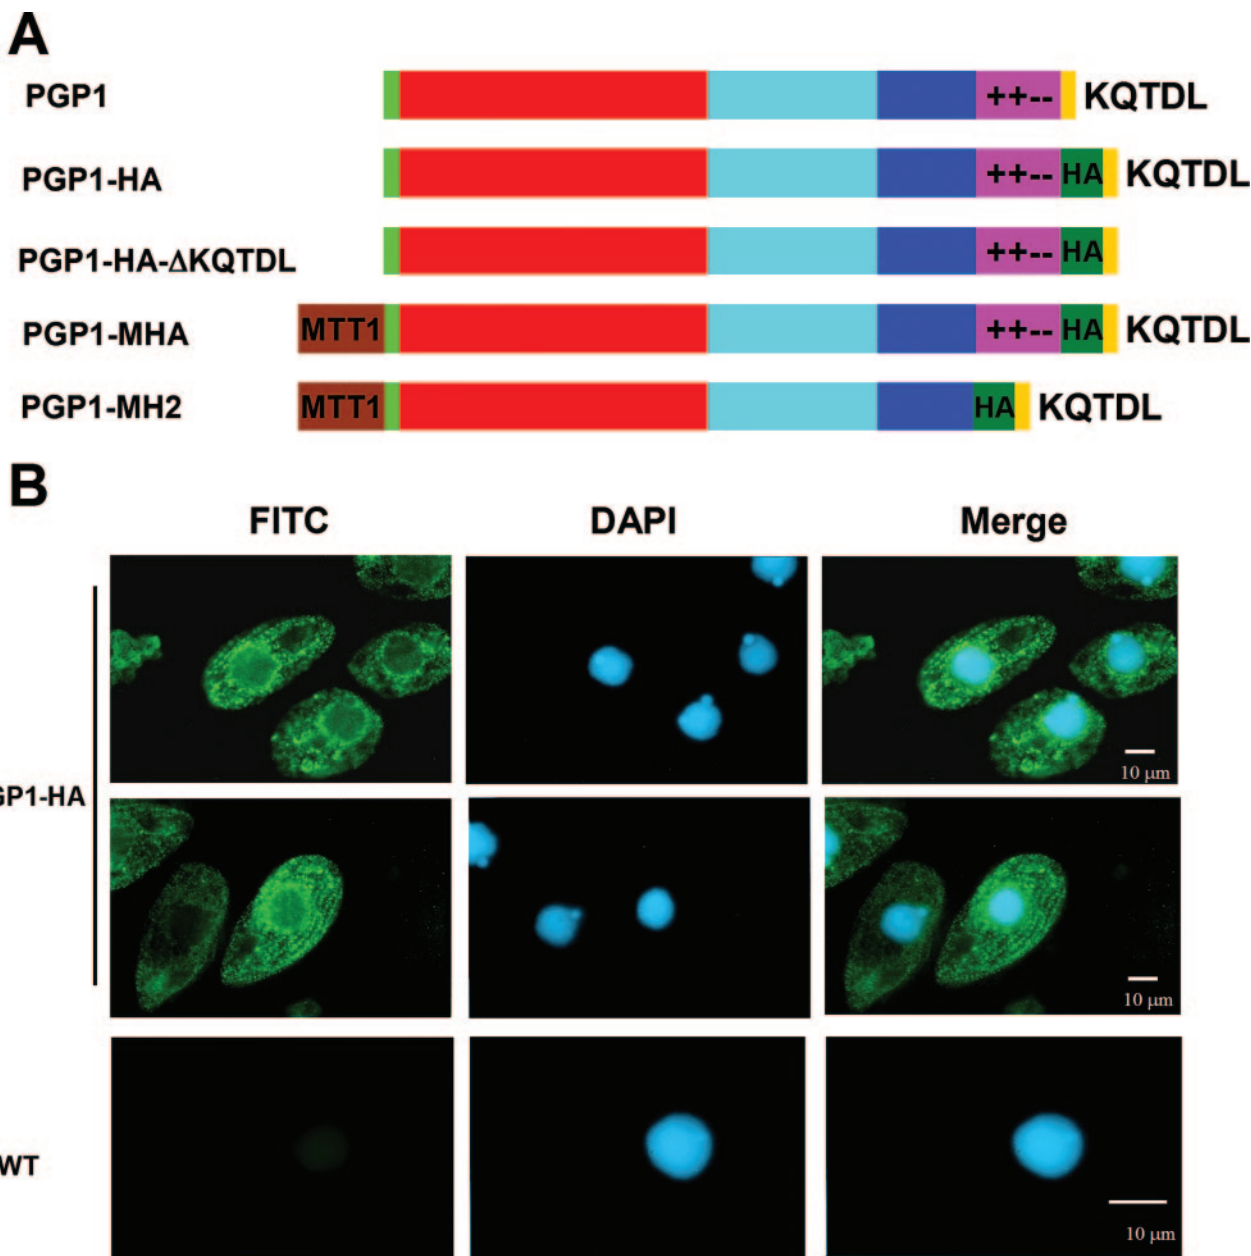 A
PGP1 ++-- KQTDL
PGP1-HA ++-- HA KQTDL
PGP1-HA-ΔKQTDL ++-- HA
PGP1-MHA MTT1 ++-- HA KQTDL
PGP1-MH2 MTT1 HA KQTDL
B
FITC DAPI Merge
10 μm
GP1-HA
10 μm
WT
10 μm